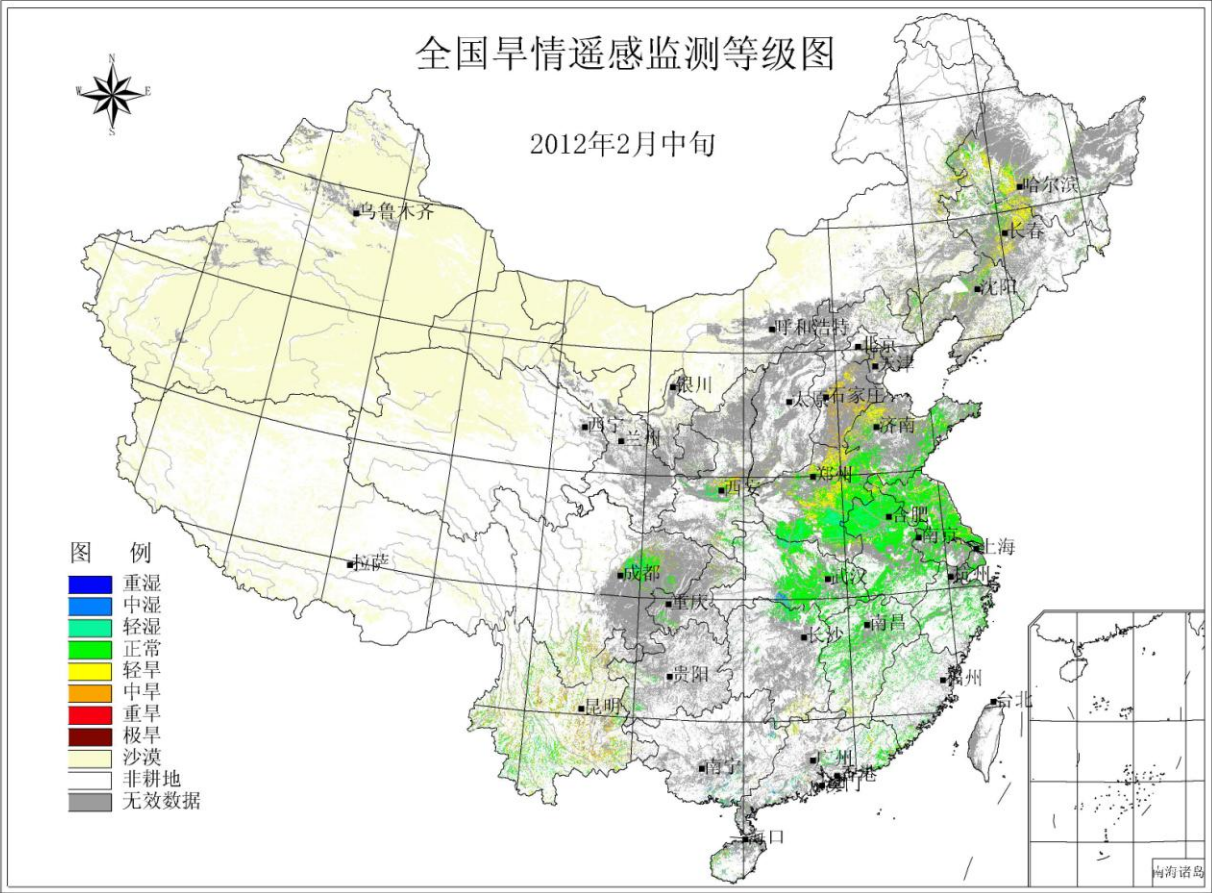 全国旱情遥感监测等级图
2012年2月中旬
N
W E
S
哈尔滨
乌鲁木齐
长春
沈阳
呼和浩特
北京
天津
银川
太原
石家庄
西宁
兰州
济南
西安
郑州
合肥
南京
上海
拉萨
成都
武汉
杭州
重庆
南昌
长沙
贵阳
福州
昆明
台北
广州
南宁
香港
澳门
海口
图 例
重湿
中湿
轻湿
正常
轻旱
中旱
重旱
极旱
沙漠
非耕地
无效数据
南海诸岛